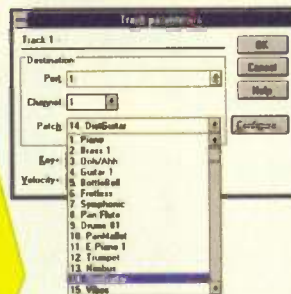 Track parameters
Track 1
OK
Cancel
Help
Configure...
Destination
Port 1
Channel 1
Patch 14. DistGuitar
Key+
Velocity+
1. Piano
2. Brass 1
3. Doh/Ahh
4. Guitar 1
5. BottleBell
6. Fretless
7. Symphonic
8. Pan Flute
9. Drums 01
10. PanMallet
11. E.Piano 1
12. Trumpet
13. Nimbus
15. Vibes